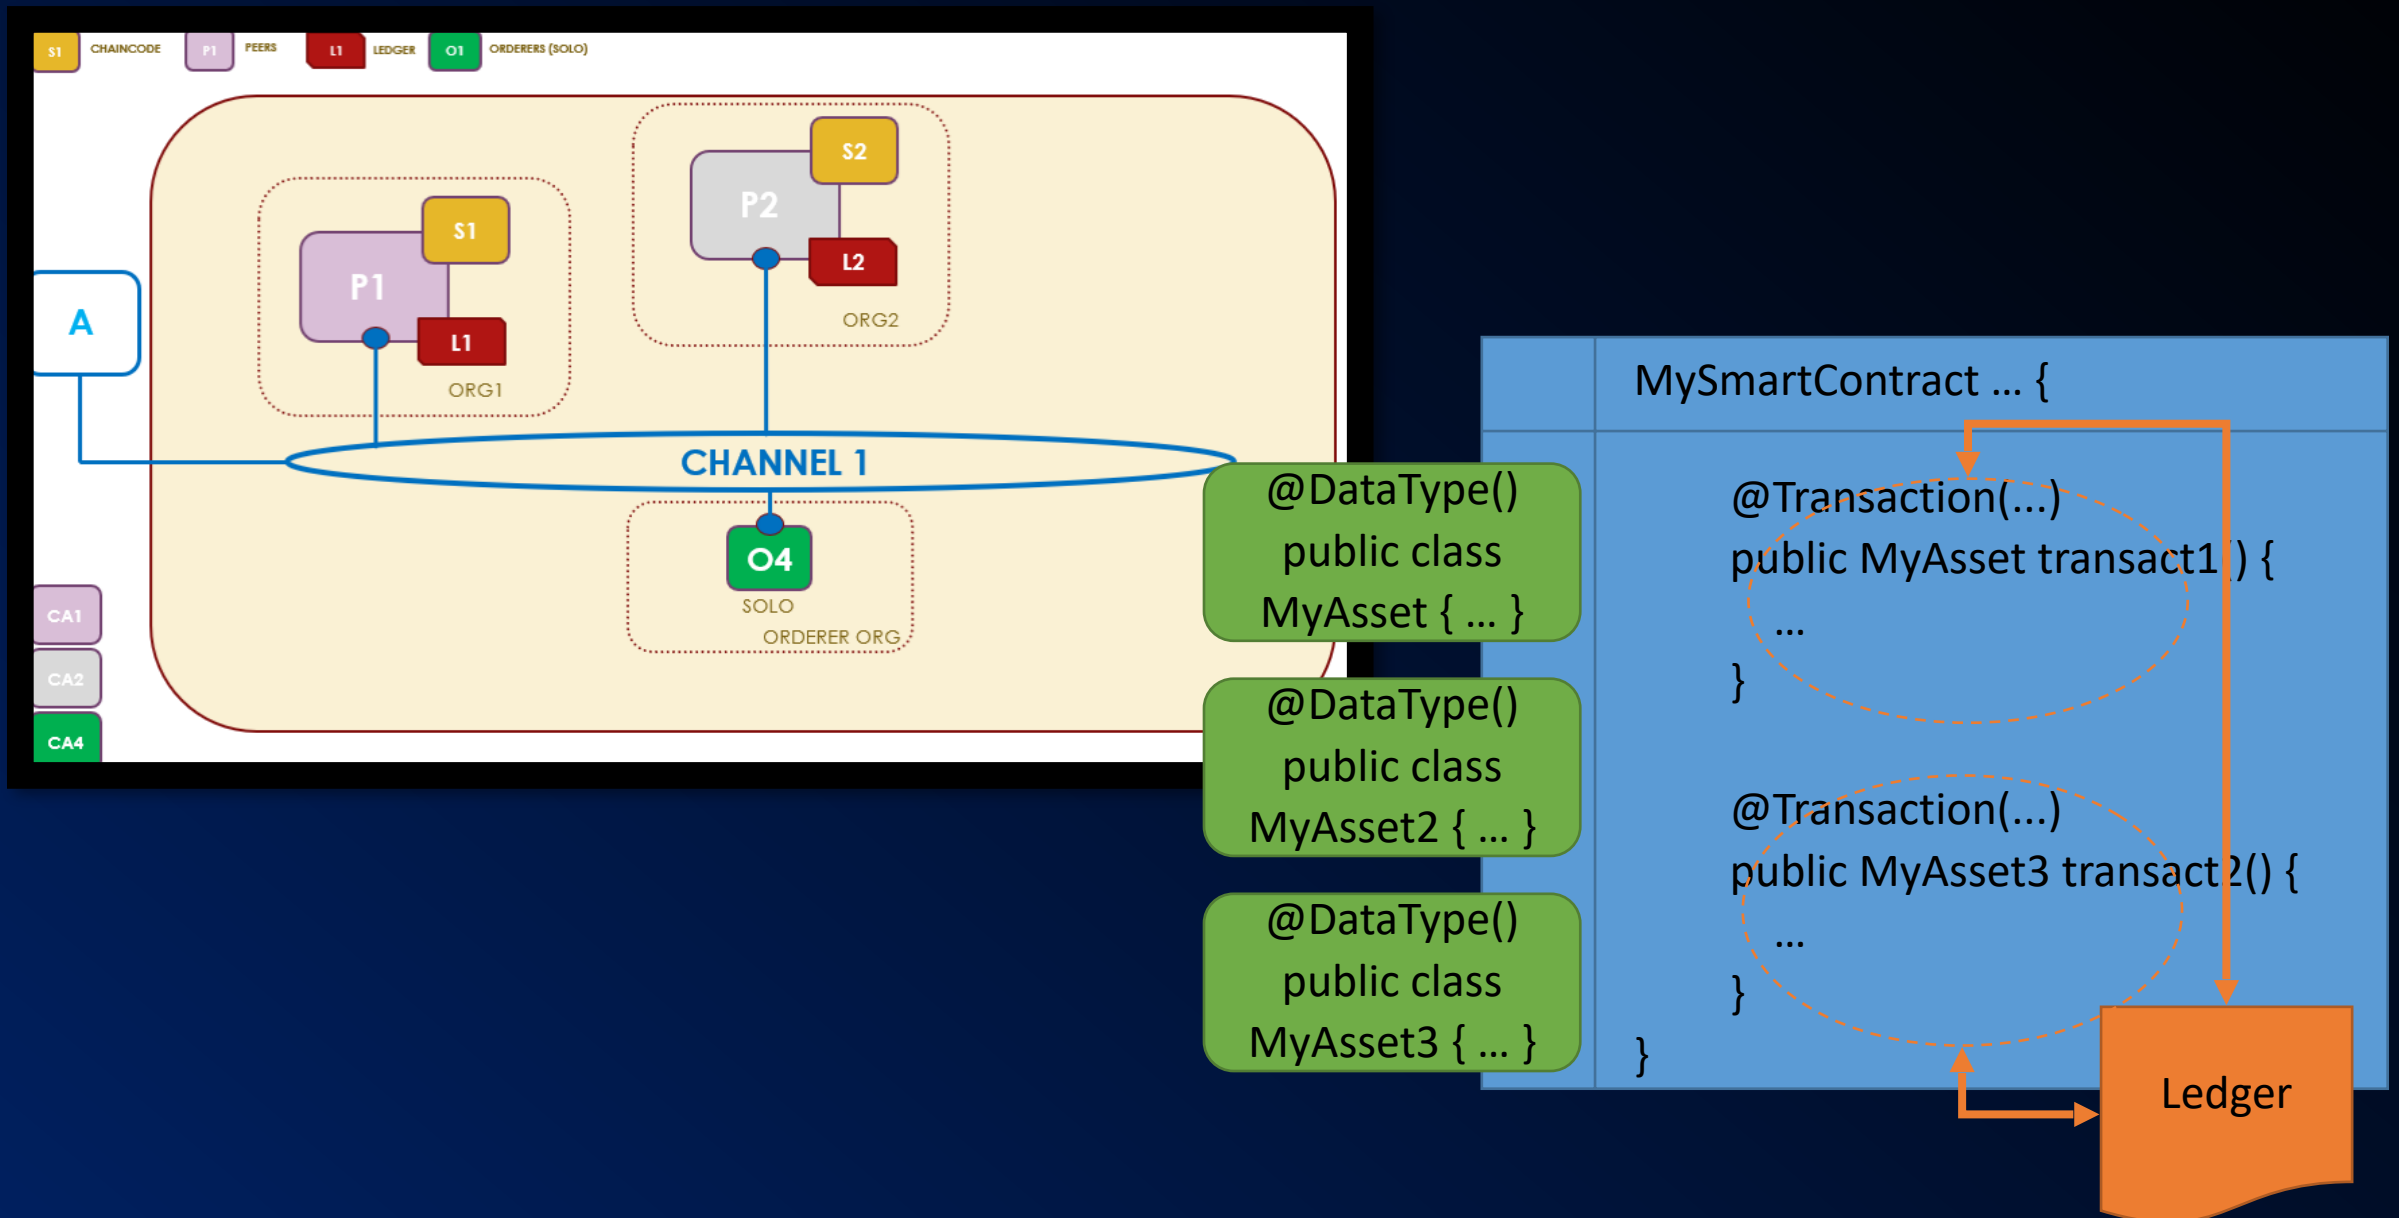 S1 CHAINCODE P1 PEERS L1 LEDGER O1 ORDERERS (SOLO)
S2
P2
L2
ORG2
S1
P1
L1
ORG1
A
CHANNEL 1
O4
SOLO
ORDERER ORG
CA1
CA2
CA4
@DataType()
public class
MyAsset { ... }
@DataType()
public class
MyAsset2 { ... }
@DataType()
public class
MyAsset3 { ... }
MySmartContract ... {
@Transaction(...)
public MyAsset transact1() {
...
}
@Transaction(...)
public MyAsset3 transact2() {
...
}
}
Ledger